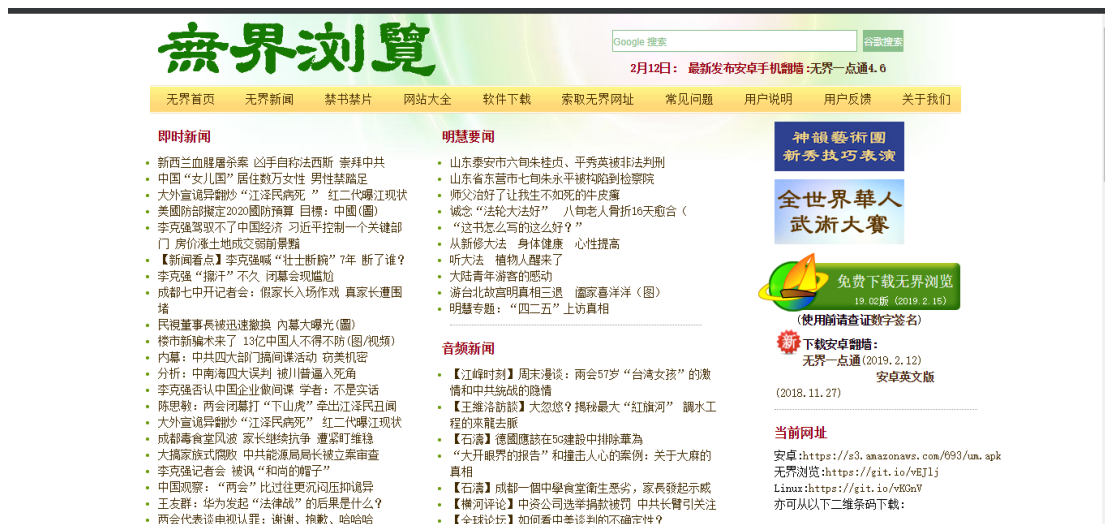 無界浏覽
Google 搜索
谷歌搜索
2月12日： 最新发布安卓手机翻墙:无界一点通4.6
无界首页 无界新闻 禁书禁片 网站大全 软件下载 索取无界网址 常见问题 用户说明 用户反馈 关于我们
即时新闻
新西兰血腥屠杀案 凶手自称法西斯 崇拜中共
中国“女儿国”居住数万女性 男性禁踏足
大外宣诡异翻炒“江泽民病死 ” 红二代曝江现状
美國防部擬定2020國防預算 目標: 中國(圖)
李克强驾驭不了中国经济 习近平控制一个关键部
门 房价涨土地成交弱前景黯
【新闻看点】李克强喊“壮士断腕”7年 断了谁？
李克强“擦汗”不久 闭幕会现尴尬
成都七中开记者会: 假家长入场作戏 真家长遭围
堵
民視董事長被迅速撤换 內幕大曝光(圖)
楼市新骗术来了 13亿中国人不得不防(图/视频)
内幕: 中共四大部门搞间谍活动 窃美机密
分析: 中南海四大误判 被川普逼入死角
李克强否认中国企业做间谍 学者: 不是实话
陈思敏: 两会闭幕打“下山虎”牵出江泽民丑闻
大外宣诡异翻炒“江泽民病死” 红二代曝江现状
成都毒食堂风波 家长继续抗争 遭紧盯维稳
大搞家族式腐败 中共能源局局长被立案审查
李克强记者会 被讽“和尚的帽子”
中国观察: “两会”比过往更沉闷压抑诡异
王友群: 华为发起“法律战”的后果是什么?
两会代表谈电视认罪: 谢谢、抱歉、哈哈哈
明慧要闻
山东泰安市六旬朱桂贞、平秀英被非法判刑
山东省东营市七旬朱永平被构陷到检察院
师父治好了让我生不如死的牛皮癣
诚念“法轮大法好” 八旬老人骨折16天愈合（
“这书怎么写的这么好？”
从新修大法 身体健康 心性提高
听大法 植物人醒来了
大陆青年游客的感动
游台北故宫明真相三退 阖家喜洋洋（图）
明慧专题: “四二五”上访真相
音频新闻
【江峰时刻】周末漫谈: 兩会57岁“台湾女孩”的激
情和中共統战的隐情
【王维洛訪談】大忽悠? 揭秘最大“紅旗河” 調水工
程的來龍去脈
【石濤】德國應該在5G建設中排除華為
“大开眼界的报告”和撞击人心的案例: 关于大麻的
真相
【石濤】成都一個中學食堂衛生惡劣，家長發起示威
【横河评论】中资公司选举捐款被罚 中共长臂引关注
【全球论坛】如何看中美谈判的不确定性?
神韻藝術團
新秀技巧表演
全世界華人
武術大賽
免费下载无界浏览
19.02版（2019.2.15）
(使用前请查证数字签名)
新
下载安卓翻墙:
无界一点通(2019.2.12)
安卓英文版
(2018.11.27)
当前网址
安卓:https://s3.amazonaws.com/693/um.apk
无界浏览:https://git.io/vEJlj
Linux:https://git.io/vKGnV
亦可从以下二维条码下载: